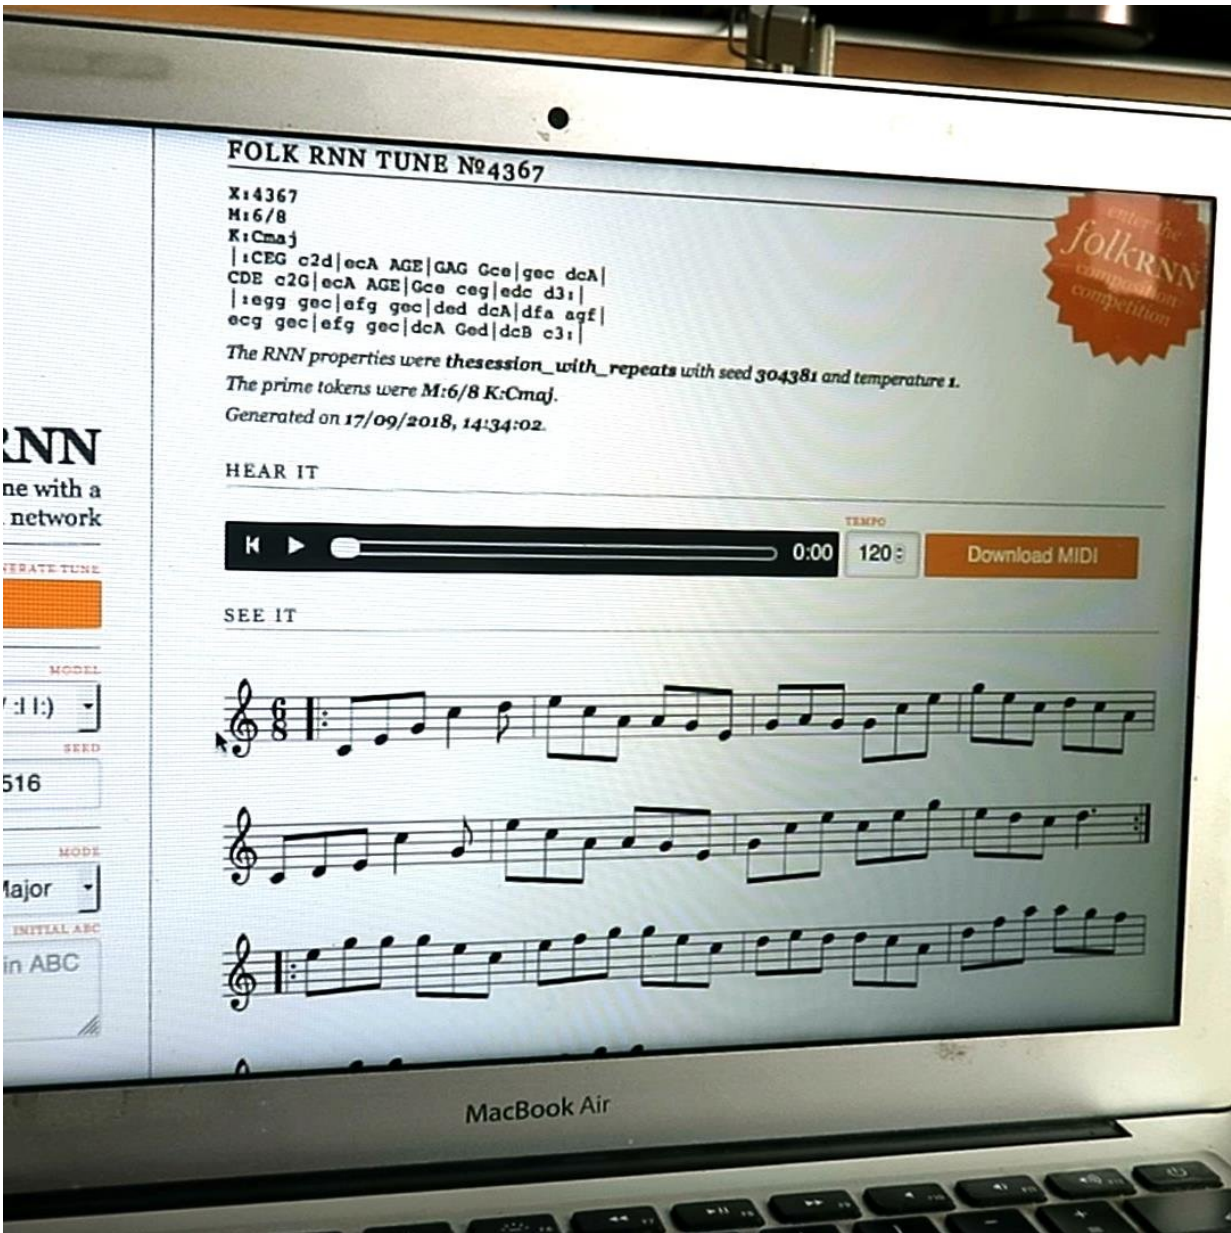 FOLK RNN TUNE №4367
X:4367
M:6/8
K:Cmaj
|:CEG c2d|ecA AGE|GAG Gce|gec dcA|
CDE c2G|ecA AGE|Gce ceg|edc d3:|
|:egg gec|efg gec|ded dcA|dfa agf|
ecg gec|efg gec|dcA Ged|dcB c3:|
The RNN properties were thesession_with_repeats with seed 304381 and temperature 1.
The prime tokens were M:6/8 K:Cmaj.
Generated on 17/09/2018, 14:34:02.
enter the
folkRNN
composition
competition
RNN
ne with a
network
GENERATE TUNE
MODEL
:| |:)
SEED
516
MODE
Major
INITIAL ABC
in ABC
HEAR IT
0:00
TEMPO
120
Download MIDI
SEE IT
6
8
MacBook Air